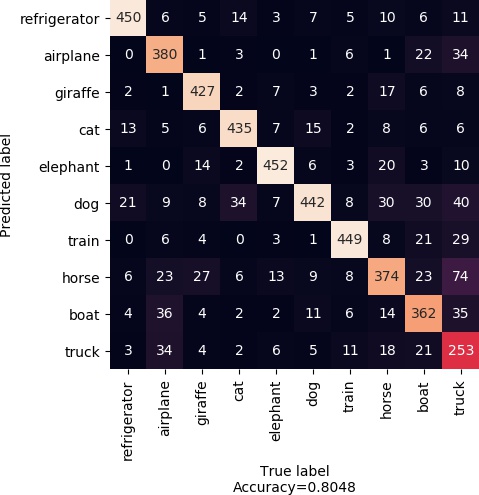 refrigerator 450 6 5 14 3 7 5 10 6 11
airplane 0 380 1 3 0 1 6 1 22 34
giraffe 2 1 427 2 7 3 2 17 6 8
cat 13 5 6 435 7 15 2 8 6 6
elephant 1 0 14 2 452 6 3 20 3 10
dog 21 9 8 34 7 442 8 30 30 40
train 0 6 4 0 3 1 449 8 21 29
horse 6 23 27 6 13 9 8 374 23 74
boat 4 36 4 2 2 11 6 14 362 35
truck 3 34 4 2 6 5 11 18 21 253
Predicted label
refrigerator airplane giraffe cat elephant dog train horse boat truck
True label
Accuracy=0.8048